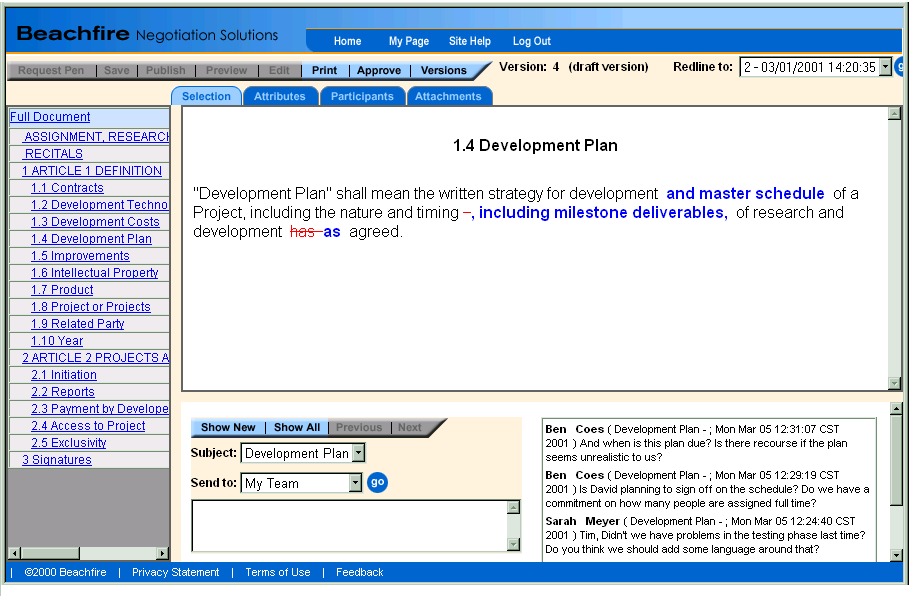 Beachfire Negotiation Solutions
Home My Page Site Help Log Out
Request Pen Save Publish Preview Edit Print Approve Versions Version: 4 (draft version) Redline to: 2 - 03/01/2001 14:20:35
Selection Attributes Participants Attachments
Full Document
ASSIGNMENT, RESEARCH
RECITALS
1 ARTICLE 1 DEFINITION
1.1 Contracts
1.2 Development Techno
1.3 Development Costs
1.4 Development Plan
1.5 Improvements
1.6 Intellectual Property
1.7 Product
1.8 Project or Projects
1.9 Related Party
1.10 Year
2 ARTICLE 2 PROJECTS A
2.1 Initiation
2.2 Reports
2.3 Payment by Develope
2.4 Access to Project
2.5 Exclusivity
3 Signatures
1.4 Development Plan
"Development Plan" shall mean the written strategy for development and master schedule of a
Project, including the nature and timing , including milestone deliverables, of research and
development has as agreed.
Show New Show All Previous Next
Subject: Development Plan
Send to: My Team go
Ben Coes ( Development Plan - ; Mon Mar 05 12:31:07 CST
2001 ) And when is this plan due? Is there recourse if the plan
seems unrealistic to us?
Ben Coes ( Development Plan - ; Mon Mar 05 12:29:19 CST
2001 ) Is David planning to sign off on the schedule? Do we have a
commitment on how many people are assigned full time?
Sarah Meyer ( Development Plan - ; Mon Mar 05 12:24:40 CST
2001 ) Tim, Didn't we have problems in the testing phase last time?
Do you think we should add some language around that?
| ©2000 Beachfire | Privacy Statement | Terms of Use | Feedback